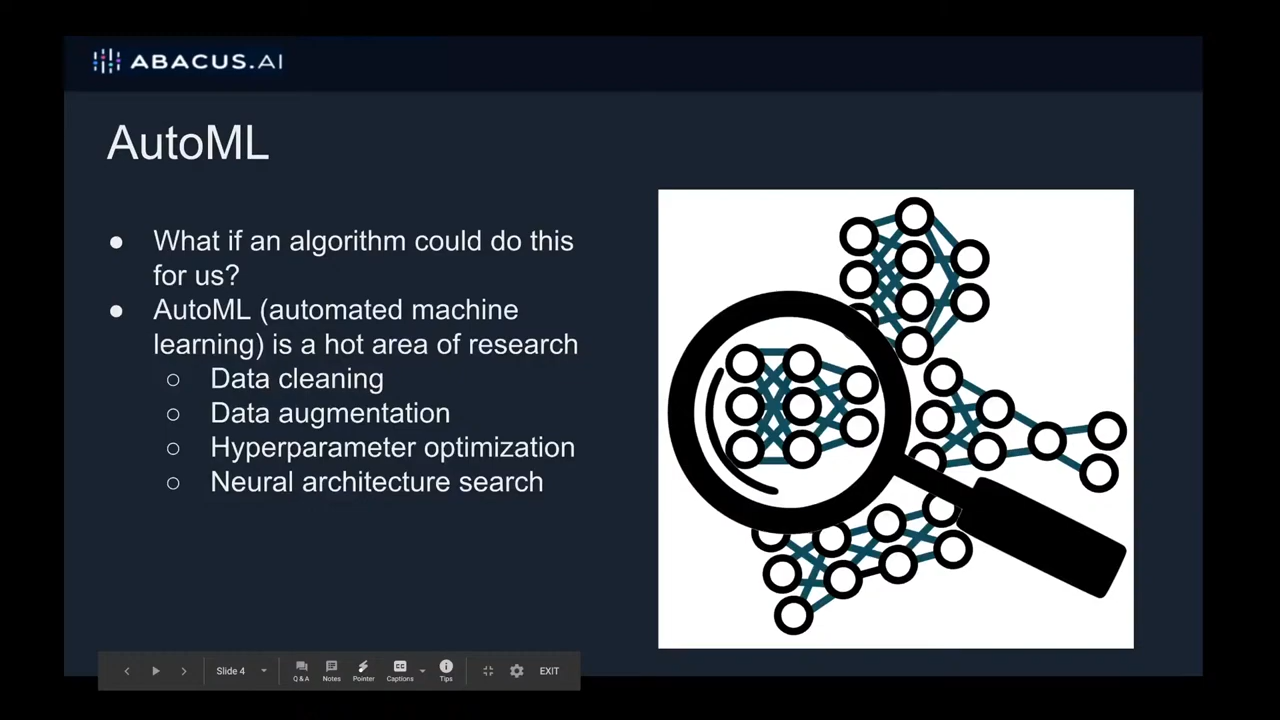 ABACUS.AI
AutoML
● What if an algorithm could do this
for us?
● AutoML (automated machine
learning) is a hot area of research
○ Data cleaning
○ Data augmentation
○ Hyperparameter optimization
○ Neural architecture search
Slide 4
Q&A
Notes
Pointer
CC
Captions
Tips
EXIT